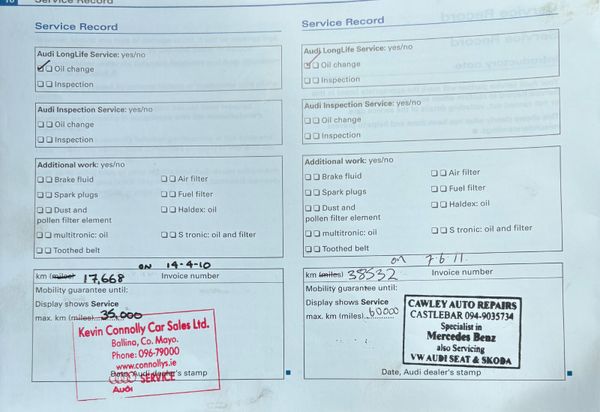 Service Record
Service Record
Audi LongLife Service: yes/no
Oil change
Inspection
Audi Inspection Service: yes/no
Oil change
Inspection
Additional work: yes/no
Brake fluid
Air filter
Spark plugs
Fuel filter
Dust and
pollen filter element
Haldex: oil
multitronic: oil
S tronic: oil and filter
Toothed belt
ON 14-4-10
km (miles) 17,668
Invoice number
Mobility guarantee until:
Display shows Service
max. km (miles) 35,000
Kevin Connolly Car Sales Ltd.
Ballina, Co. Mayo.
Phone: 096-79000
www.connollys.ie
SERVICE
Audi
Date, Audi dealer's stamp
Service Record
Audi LongLife Service: yes/no
Oil change
Inspection
Audi Inspection Service: yes/no
Oil change
Inspection
Additional work: yes/no
Brake fluid
Air filter
Spark plugs
Fuel filter
Dust and
pollen filter element
Haldex: oil
multitronic: oil
S tronic: oil and filter
Toothed belt
on 7.6.11.
km (miles) 38532
Invoice number
Mobility guarantee until:
Display shows Service
max. km (miles) 60000
CAWLEY AUTO REPAIRS
CASTLEBAR 094-9035734
Specialist in
Mercedes Benz
also Servicing
VW AUDI SEAT & SKODA
Date, Audi dealer's stamp